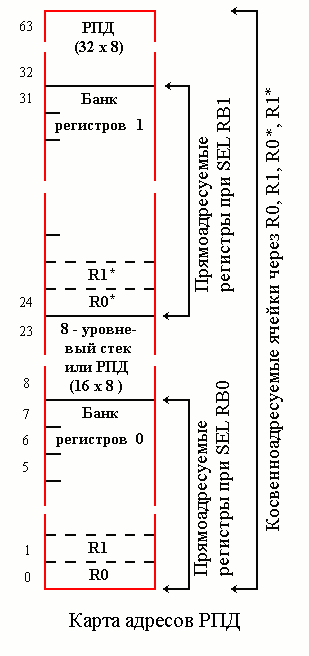 63
РПД
(32 x 8)
32
31
Банк
регистров 1
R1*
24
R0*
23
8 - уровне-
вый стек
или РПД
(16 x 8 )
8
7
Банк
6
регистров 0
5
1
R1
0
R0
Прямоадресуемые
регистры при SEL RB1
Прямоадресуемые
регистры при SEL RB0
Косвенноадресуемые ячейки через R0, R1, R0*, R1*
Карта адресов РПД